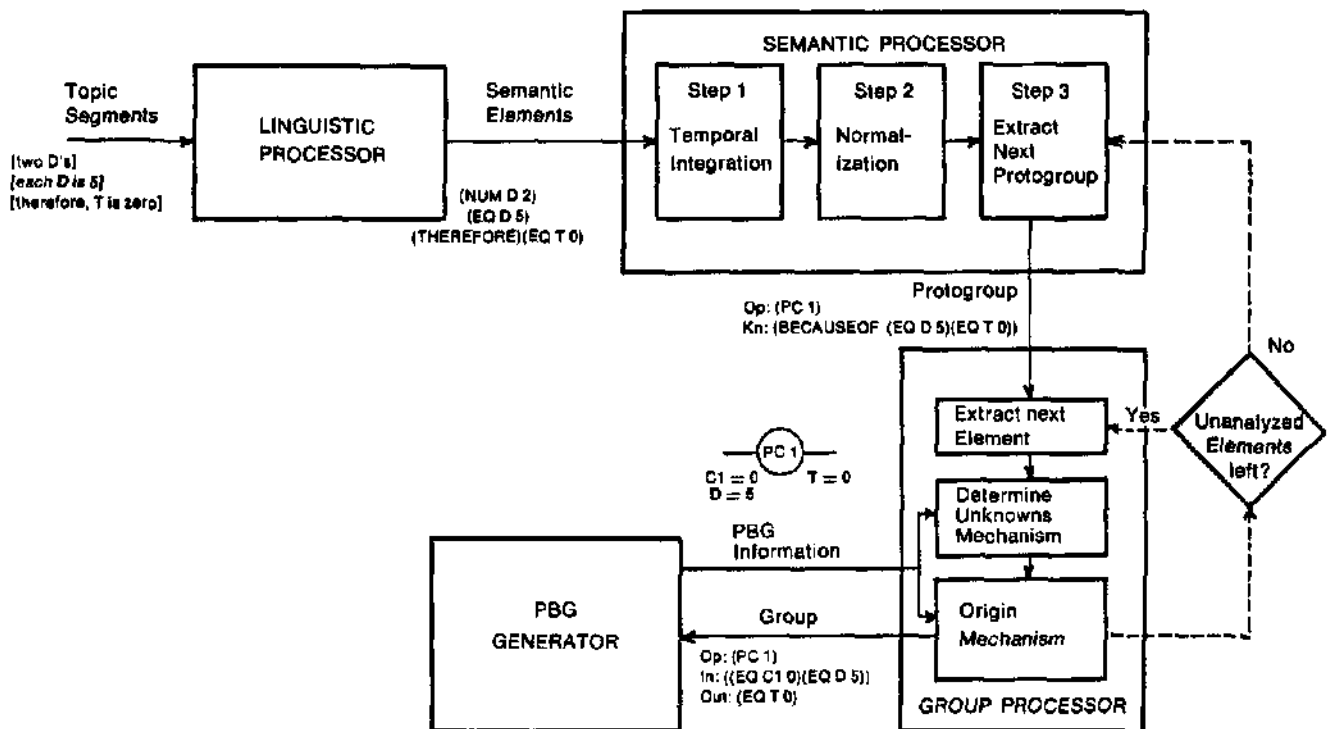 SEMANTIC PROCESSOR
Topic
Segments
[two D's]
[each D is 5]
[therefore, T is zero]
LINGUISTIC
PROCESSOR
Semantic
Elements
(NUM D 2)
(EQ D 5)
(THEREFORE)(EQ T 0)
Step 1
Temporal
Integration
Step 2
Normal-
ization
Step 3
Extract
Next
Protogroup
Protogroup
Op: (PC 1)
Kn: (BECAUSEOF (EQ D 5)(EQ T 0))
No
Yes
Unanalyzed
Elements
left?
Extract next
Element
Determine
Unknowns
Mechanism
Origin
Mechanism
GROUP PROCESSOR
PC 1
C1 = 0
D = 5
T = 0
PBG
Information
Group
PBG
GENERATOR
Op: (PC 1)
In: ((EQ C1 0)(EQ D 5))
Out: (EQ T 0)